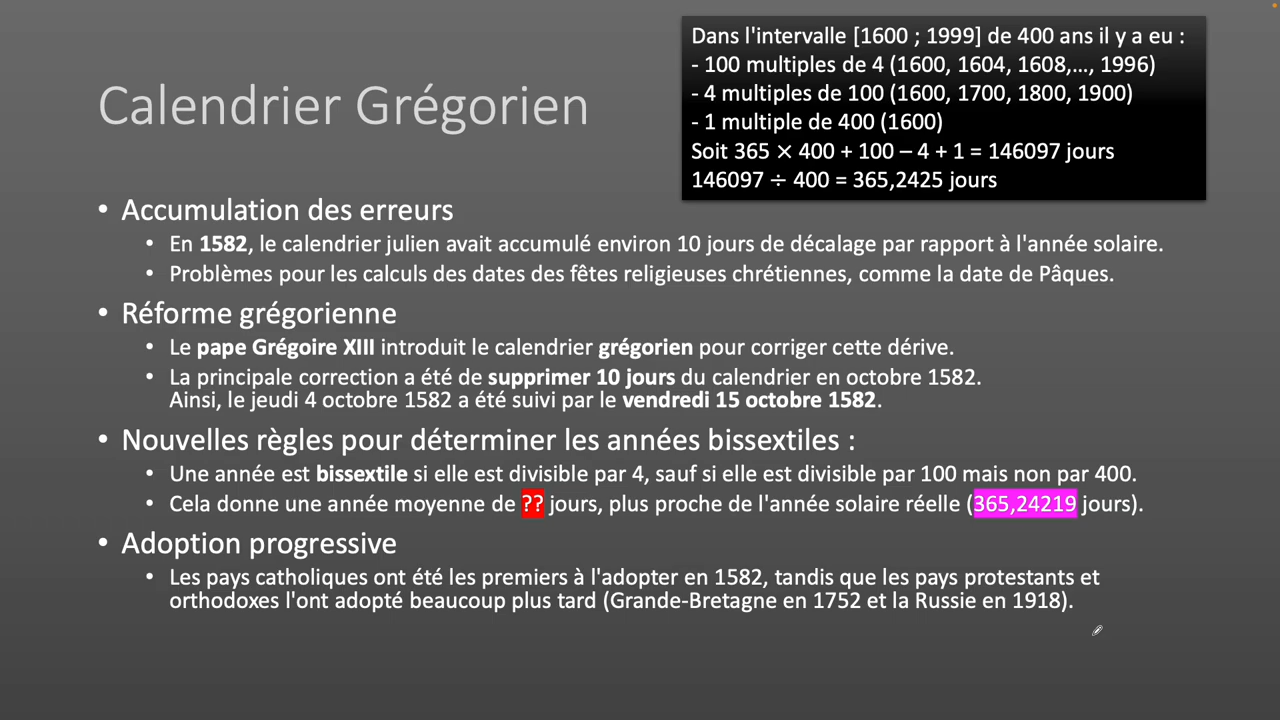 Dans l'intervalle [1600 ; 1999] de 400 ans il y a eu :
- 100 multiples de 4 (1600, 1604, 1608,..., 1996)
- 4 multiples de 100 (1600, 1700, 1800, 1900)
- 1 multiple de 400 (1600)
Soit 365 × 400 + 100 – 4 + 1 = 146097 jours
146097 ÷ 400 = 365,2425 jours
Calendrier Grégorien
• Accumulation des erreurs
• En 1582, le calendrier julien avait accumulé environ 10 jours de décalage par rapport à l'année solaire.
• Problèmes pour les calculs des dates des fêtes religieuses chrétiennes, comme la date de Pâques.
• Réforme grégorienne
• Le pape Grégoire XIII introduit le calendrier grégorien pour corriger cette dérive.
• La principale correction a été de supprimer 10 jours du calendrier en octobre 1582.
Ainsi, le jeudi 4 octobre 1582 a été suivi par le vendredi 15 octobre 1582.
• Nouvelles règles pour déterminer les années bissextiles :
• Une année est bissextile si elle est divisible par 4, sauf si elle est divisible par 100 mais non par 400.
• Cela donne une année moyenne de ?? jours, plus proche de l'année solaire réelle (365,24219 jours).
• Adoption progressive
• Les pays catholiques ont été les premiers à l'adopter en 1582, tandis que les pays protestants et
orthodoxes l'ont adopté beaucoup plus tard (Grande-Bretagne en 1752 et la Russie en 1918).